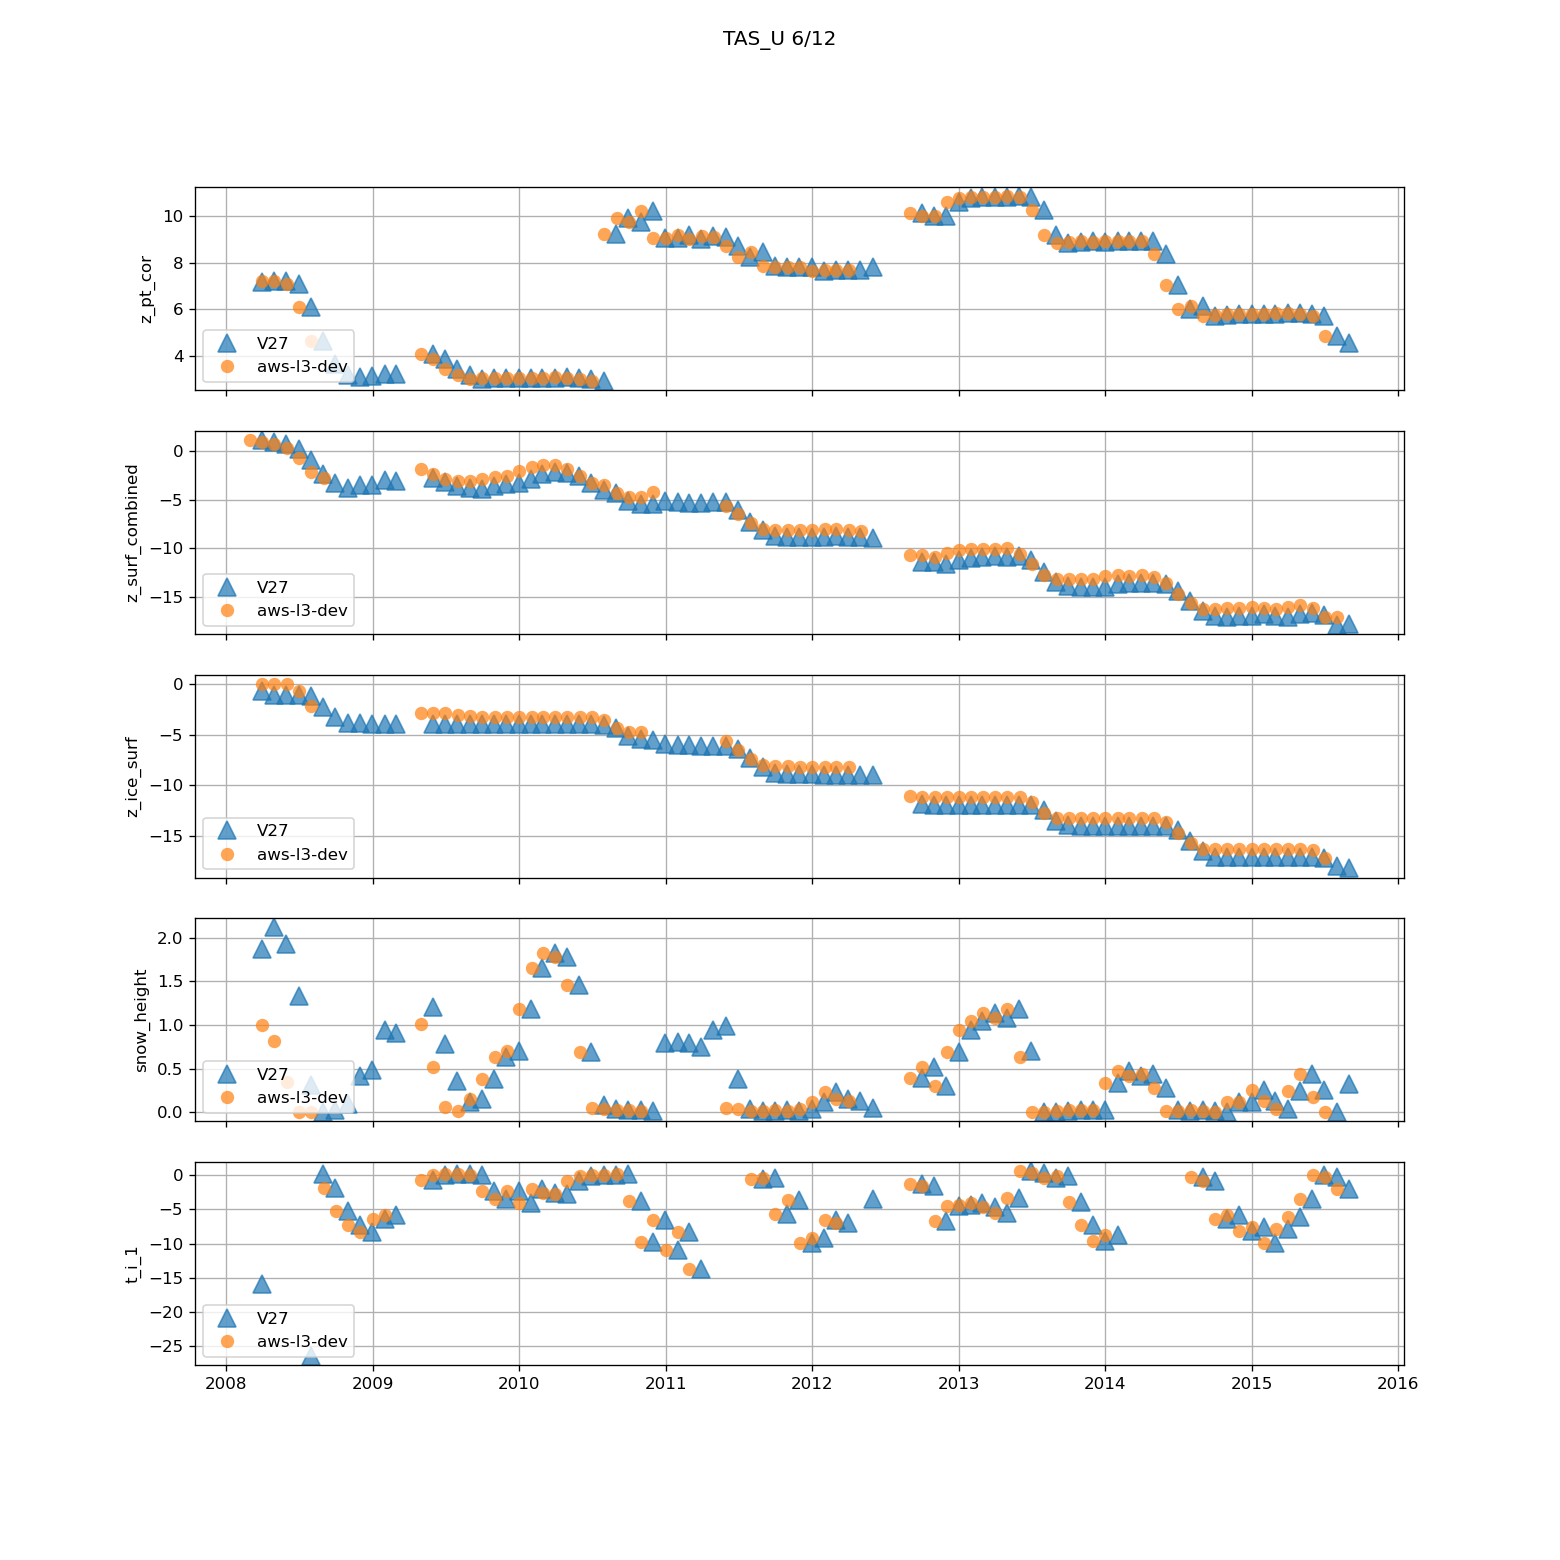 TAS_U 6/12
z_pt_cor
10
8
6
4
V27
aws-l3-dev
z_surf_combined
0
−5
−10
−15
V27
aws-l3-dev
z_ice_surf
0
−5
−10
−15
V27
aws-l3-dev
snow_height
2.0
1.5
1.0
0.5
0.0
V27
aws-l3-dev
t_i_1
0
−5
−10
−15
−20
−25
V27
aws-l3-dev
2008 2009 2010 2011 2012 2013 2014 2015 2016